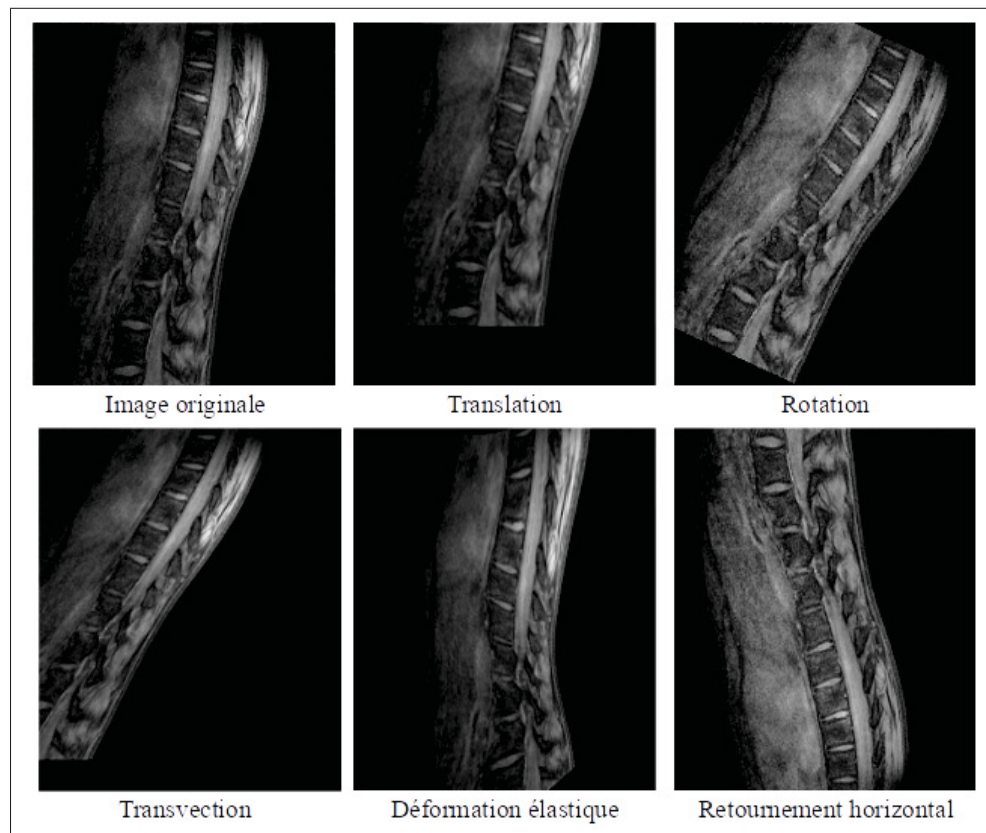 Image originale
Translation
Rotation
Transvection
Déformation élastique
Retournement horizontal